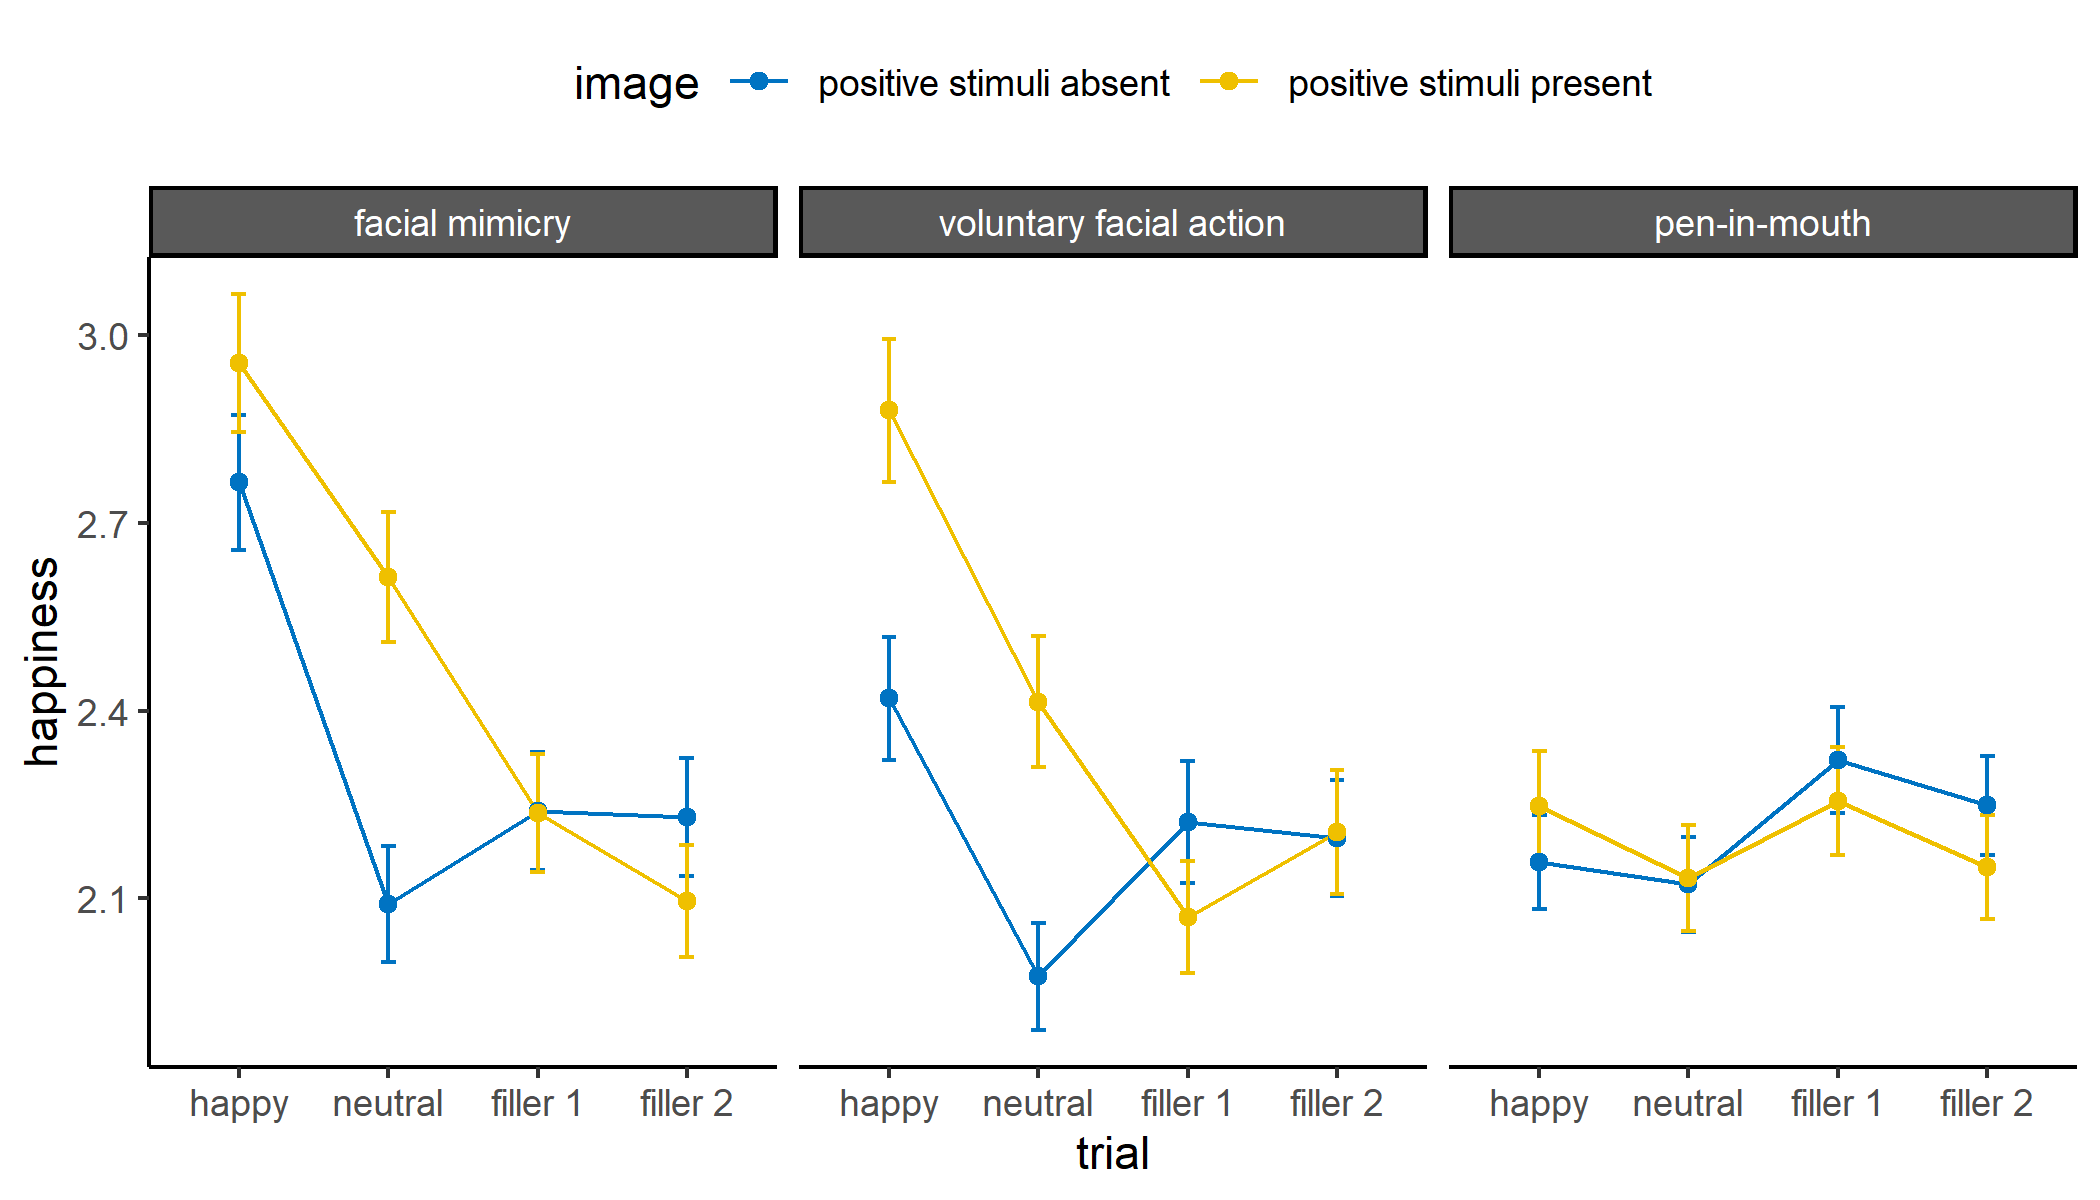 image positive stimuli absent positive stimuli present
facial mimicry voluntary facial action pen-in-mouth
3.0
2.7
2.4
2.1
happiness
happy neutral filler 1 filler 2 happy neutral filler 1 filler 2 happy neutral filler 1 filler 2
trial